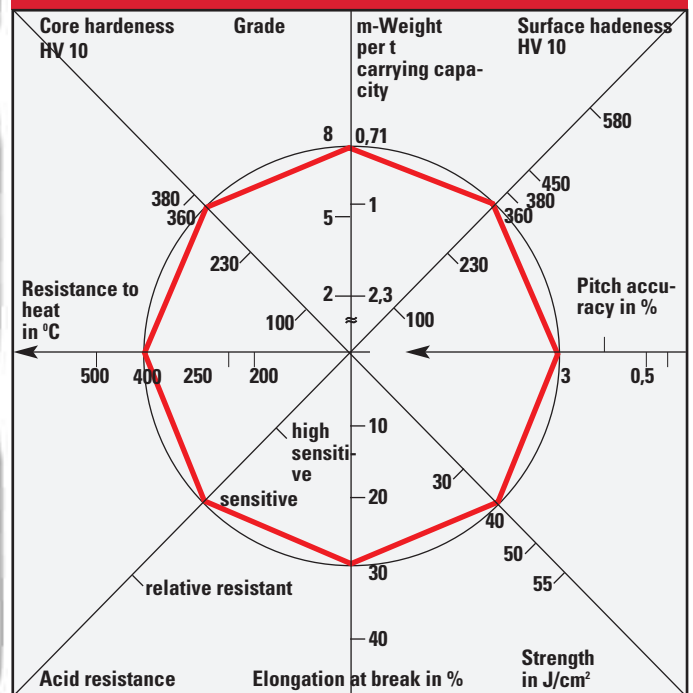 Core hardeness
HV 10
Grade
m-Weight
per t
carrying capa-
city
Surface hadeness
HV 10
580
8 0,71
450
380
380
360
360
5 1
230
230
Resistance to
heat
in ⁰C
Pitch accu-
racy in %
2 2,3
100
≈
100
500 400 250 200
3 0,5
high
sensiti-
ve
10
30
sensitive
20
40
50
55
30
relative resistant
40
Acid resistance
Elongation at break in %
Strength
in J/cm²